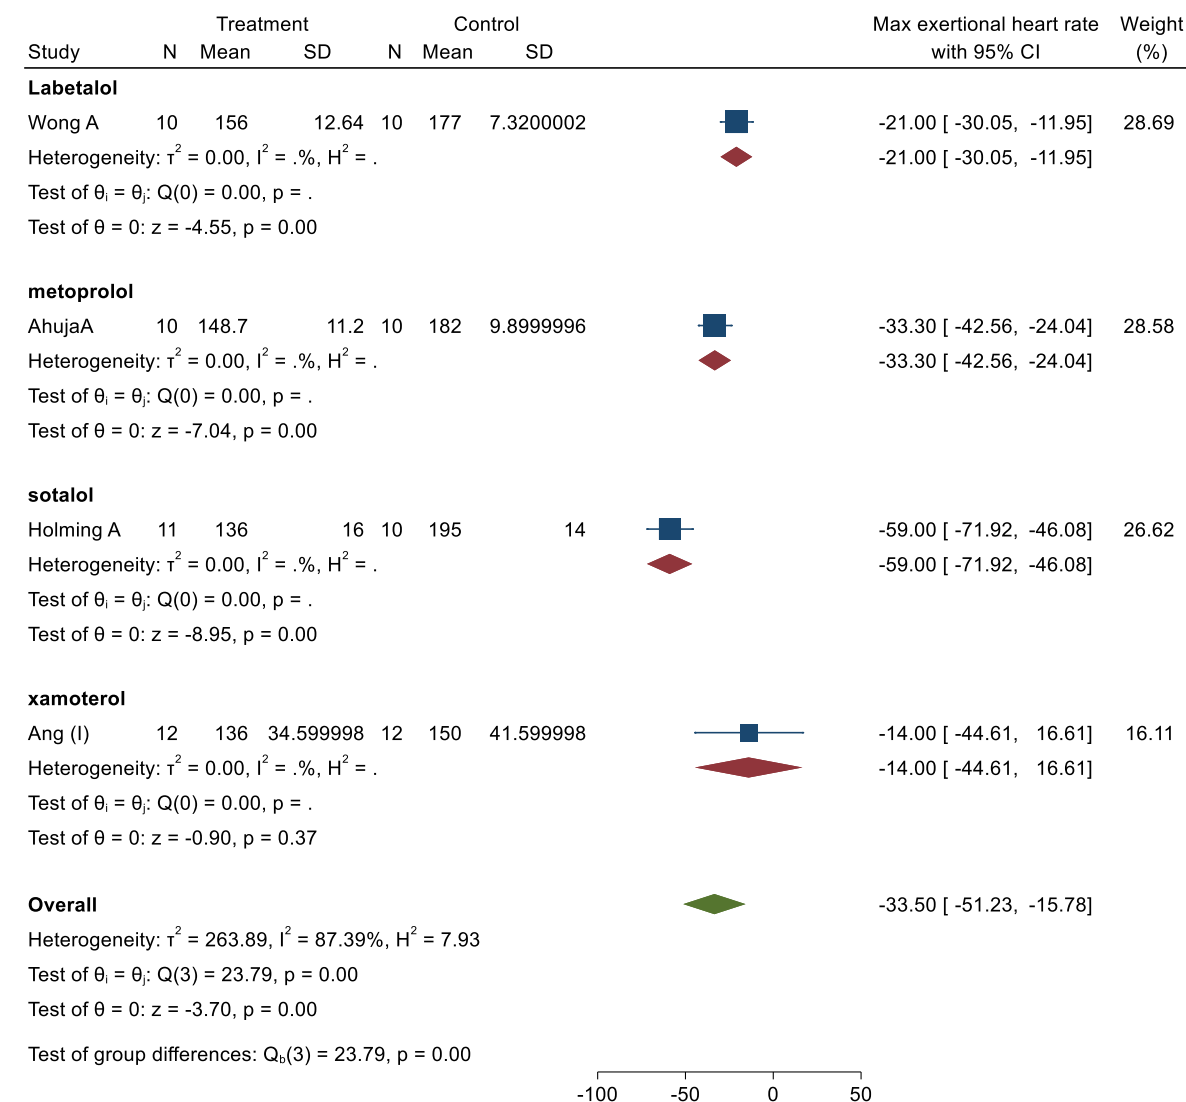 Treatment Control Max exertional heart rate Weight
Study N Mean SD N Mean SD with 95% CI (%)
Labetalol
Wong A 10 156 12.64 10 177 7.3200002 -21.00 [ -30.05, -11.95] 28.69
Heterogeneity: τ² = 0.00, I² = .%, H² = . -21.00 [ -30.05, -11.95]
Test of θᵢ = θⱼ: Q(0) = 0.00, p = .
Test of θ = 0: z = -4.55, p = 0.00
metoprolol
AhujaA 10 148.7 11.2 10 182 9.8999996 -33.30 [ -42.56, -24.04] 28.58
Heterogeneity: τ² = 0.00, I² = .%, H² = . -33.30 [ -42.56, -24.04]
Test of θᵢ = θⱼ: Q(0) = 0.00, p = .
Test of θ = 0: z = -7.04, p = 0.00
sotalol
Holming A 11 136 16 10 195 14 -59.00 [ -71.92, -46.08] 26.62
Heterogeneity: τ² = 0.00, I² = .%, H² = . -59.00 [ -71.92, -46.08]
Test of θᵢ = θⱼ: Q(0) = 0.00, p = .
Test of θ = 0: z = -8.95, p = 0.00
xamoterol
Ang (I) 12 136 34.599998 12 150 41.599998 -14.00 [ -44.61, 16.61] 16.11
Heterogeneity: τ² = 0.00, I² = .%, H² = . -14.00 [ -44.61, 16.61]
Test of θᵢ = θⱼ: Q(0) = 0.00, p = .
Test of θ = 0: z = -0.90, p = 0.37
Overall -33.50 [ -51.23, -15.78]
Heterogeneity: τ² = 263.89, I² = 87.39%, H² = 7.93
Test of θᵢ = θⱼ: Q(3) = 23.79, p = 0.00
Test of θ = 0: z = -3.70, p = 0.00
Test of group differences: Q_b(3) = 23.79, p = 0.00
-100 -50 0 50